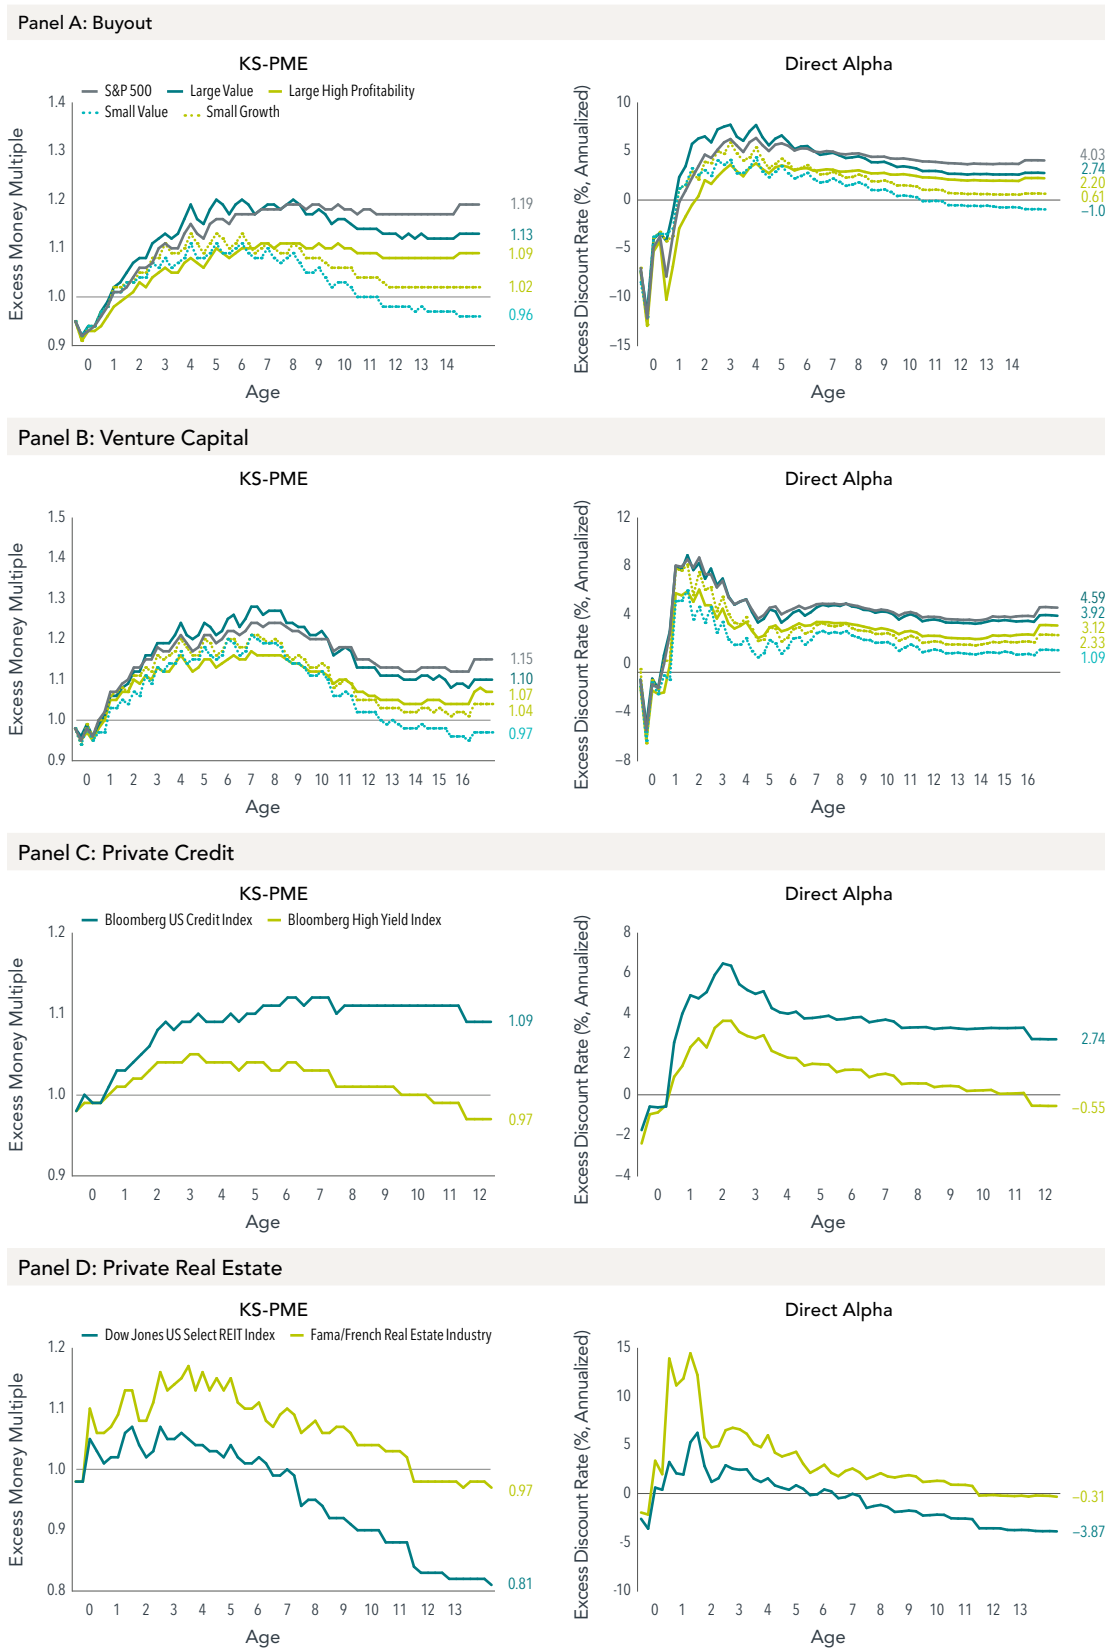 Panel A: Buyout
KS-PME
S&P 500
Large Value
Large High Profitability
Small Value
Small Growth
Excess Money Multiple
1.4
1.3
1.2
1.1
1.0
0.9
1.19
1.13
1.09
1.02
0.96
0 1 2 3 4 5 6 7 8 9 10 11 12 13 14
Age
Direct Alpha
Excess Discount Rate (%, Annualized)
10
5
0
−5
−10
−15
4.03
2.74
2.20
0.61
−1.0
0 1 2 3 4 5 6 7 8 9 10 11 12 13 14
Age
Panel B: Venture Capital
KS-PME
Excess Money Multiple
1.5
1.4
1.3
1.2
1.1
1.0
0.9
1.15
1.10
1.07
1.04
0.97
0 1 2 3 4 5 6 7 8 9 10 11 12 13 14 15 16
Age
Direct Alpha
Excess Discount Rate (%, Annualized)
12
8
4
0
−4
−8
4.59
3.92
3.12
2.33
1.09
0 1 2 3 4 5 6 7 8 9 10 11 12 13 14 15 16
Age
Panel C: Private Credit
KS-PME
Bloomberg US Credit Index
Bloomberg High Yield Index
Excess Money Multiple
1.2
1.1
1.0
0.9
1.09
0.97
0 1 2 3 4 5 6 7 8 9 10 11 12
Age
Direct Alpha
Excess Discount Rate (%, Annualized)
8
6
4
2
0
−2
−4
2.74
−0.55
0 1 2 3 4 5 6 7 8 9 10 11 12
Age
Panel D: Private Real Estate
KS-PME
Dow Jones US Select REIT Index
Fama/French Real Estate Industry
Excess Money Multiple
1.2
1.1
1.0
0.9
0.8
0.97
0.81
0 1 2 3 4 5 6 7 8 9 10 11 12 13
Age
Direct Alpha
Excess Discount Rate (%, Annualized)
15
10
5
0
-5
-10
−0.31
−3.87
0 1 2 3 4 5 6 7 8 9 10 11 12 13
Age